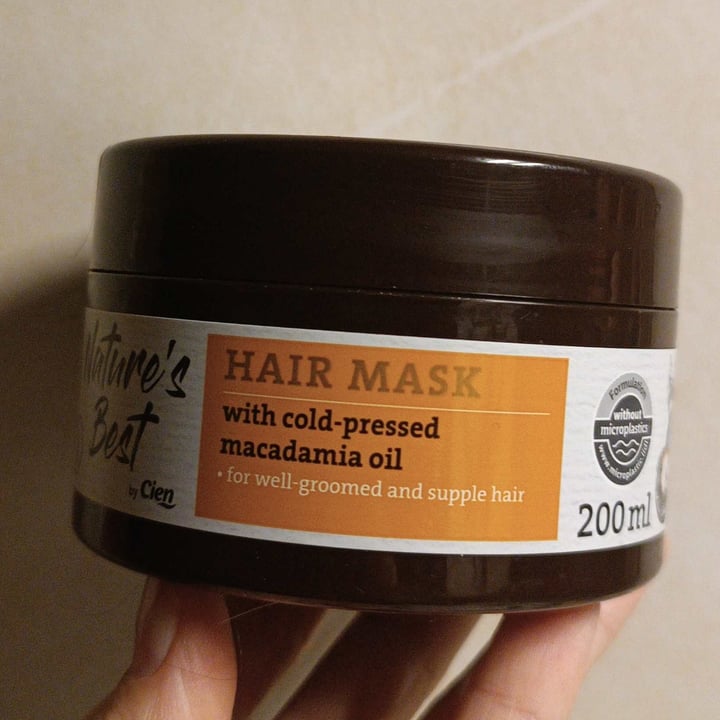 Nature's
Best
by Cien
HAIR MASK
with cold-pressed
macadamia oil
• for well-groomed and supple hair
Formulation
without
microplastics
200 ml